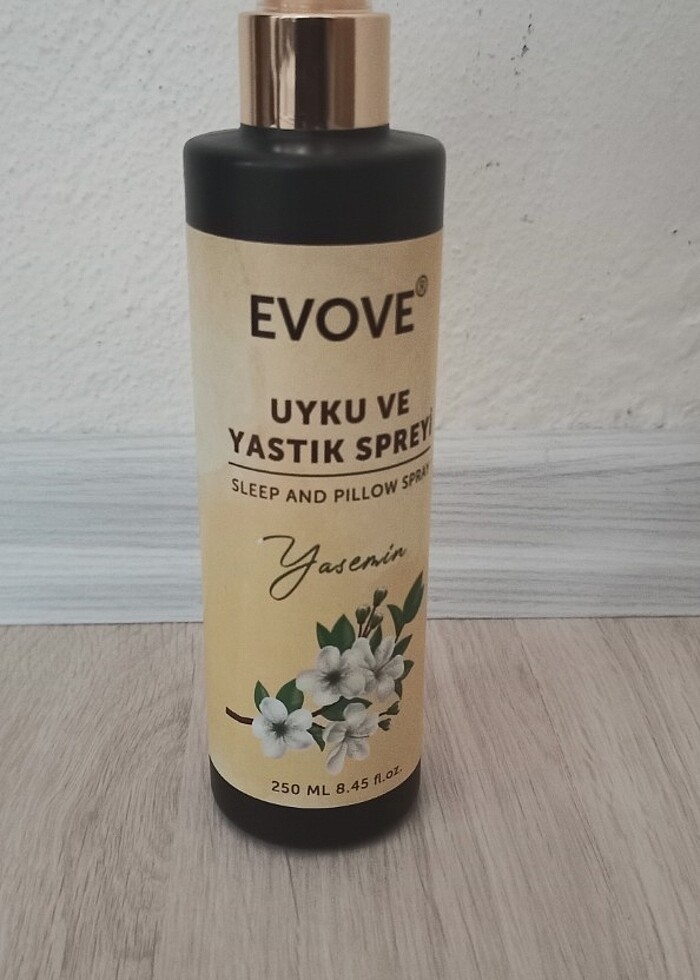 EVOVE®
UYKU VE
YASTIK SPREYİ
SLEEP AND PILLOW SPRAY
Yasemin
250 ML 8.45 fl.oz.